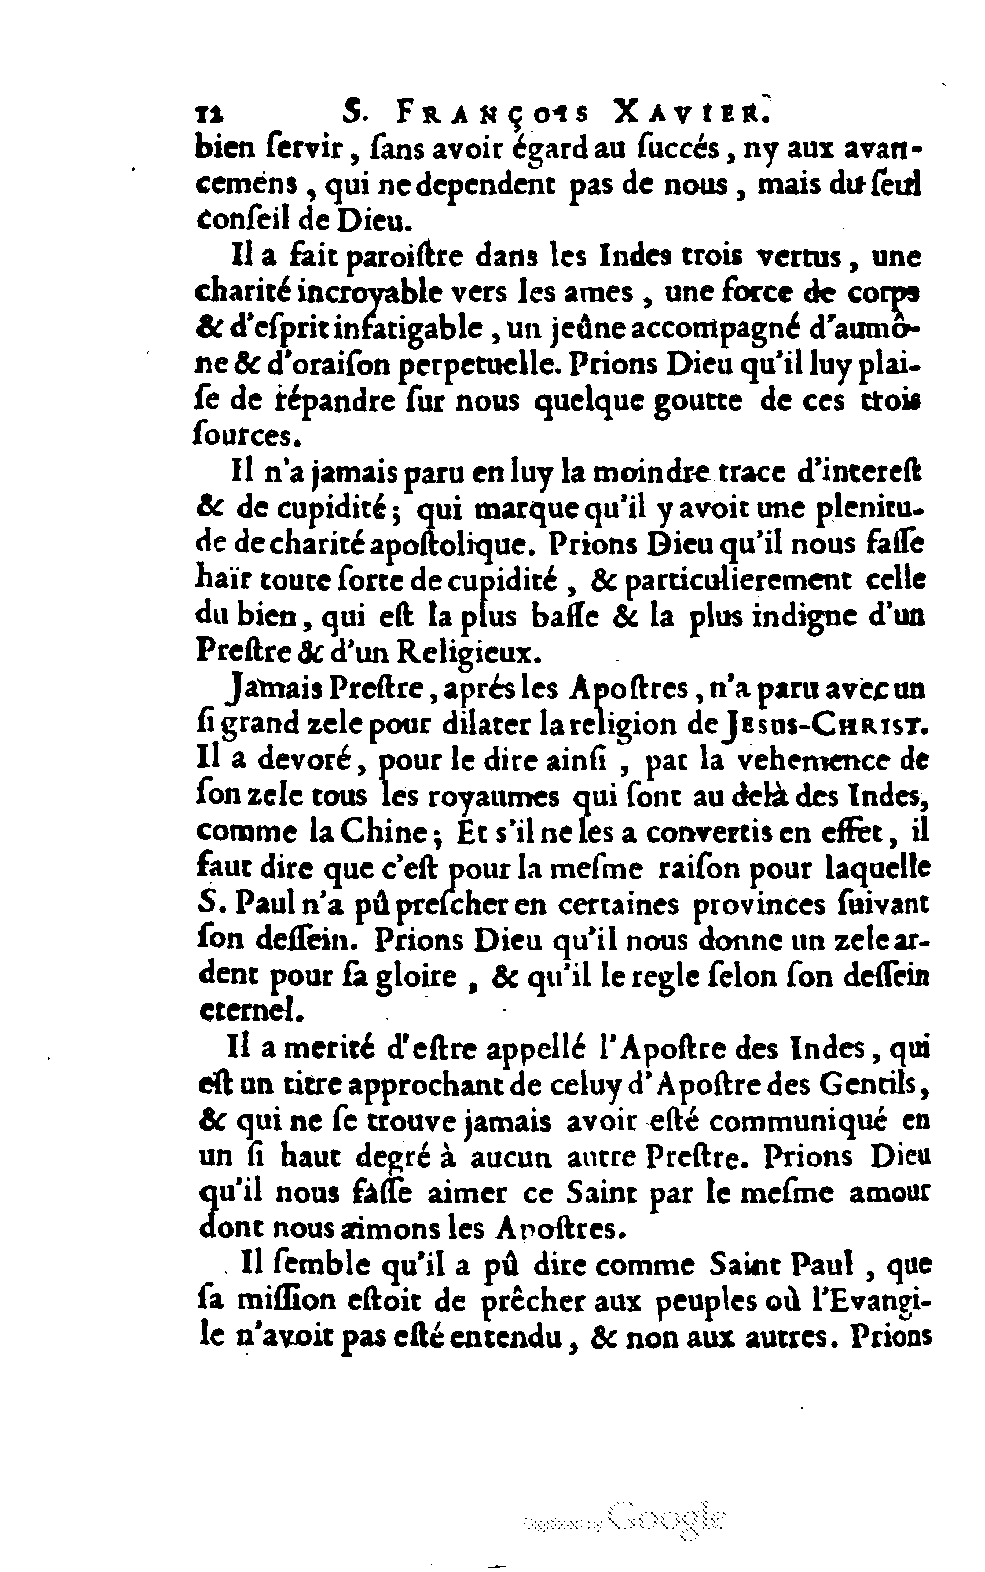 12 S. FRANÇOIS XAVIER.
bien ſervir, ſans avoir égard au ſuccés, ny aux avan-
cemens, qui ne dependent pas de nous, mais du ſeul
conſeil de Dieu.
Il a fait paroiſtre dans les Indes trois vertus, une
charité incroyable vers les ames, une force de corps
& d'eſprit infatigable, un jeûne accompagné d'aumô-
ne & d'oraiſon perpetuelle. Prions Dieu qu'il luy plai-
ſe de répandre ſur nous quelque goutte de ces trois
ſources.
Il n'a jamais paru en luy la moindre trace d'intereſt
& de cupidité; qui marque qu'il y avoit une plenitu-
de de charité apoſtolique. Prions Dieu qu'il nous faſſe
haïr toute ſorte de cupidité, & particulierement celle
du bien, qui eſt la plus baſſe & la plus indigne d'un
Preſtre & d'un Religieux.
Jamais Preſtre, aprés les Apoſtres, n'a paru avec un
ſi grand zele pour dilater la religion de JESUS-CHRIST.
Il a devoré, pour le dire ainſi, par la vehemence de
ſon zele tous les royaumes qui ſont au delà des Indes,
comme la Chine; Et s'il ne les a convertis en effet, il
faut dire que c'eſt pour la meſme raiſon pour laquelle
S. Paul n'a pû preſcher en certaines provinces ſuivant
ſon deſſein. Prions Dieu qu'il nous donne un zele ar-
dent pour ſa gloire, & qu'il le regle ſelon ſon deſſein
eternel.
Il a merité d'eſtre appellé l'Apoſtre des Indes, qui
eſt un titre approchant de celuy d'Apoſtre des Gentils,
& qui ne ſe trouve jamais avoir eſté communiqué en
un ſi haut degré à aucun autre Preſtre. Prions Dieu
qu'il nous faſſe aimer ce Saint par le meſme amour
dont nous aimons les Apoſtres.
Il ſemble qu'il a pû dire comme Saint Paul, que
ſa miſſion eſtoit de prêcher aux peuples où l'Evangi-
le n'avoit pas eſté entendu, & non aux autres. Prions
Digitized by Google